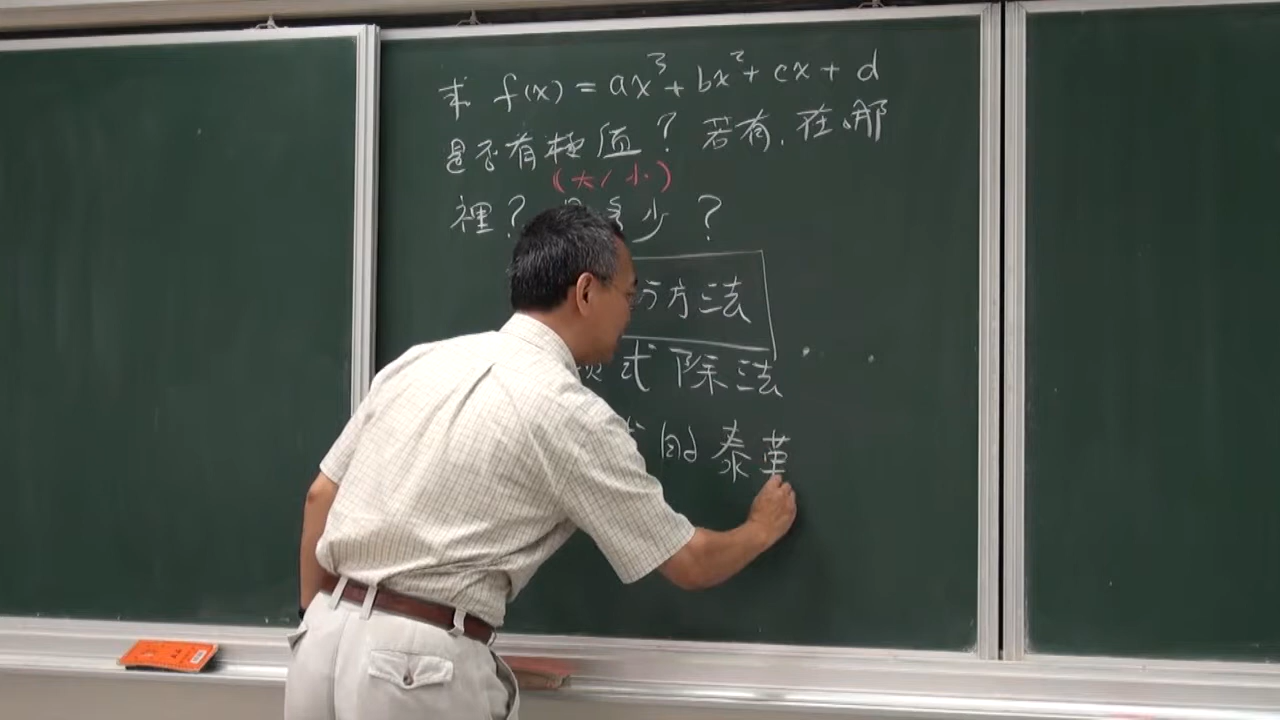 求 f(x) = ax³ + bx² + cx + d
是否有極值？若有, 在哪
(大/小)
裡？多少？
方法
式除法
的泰